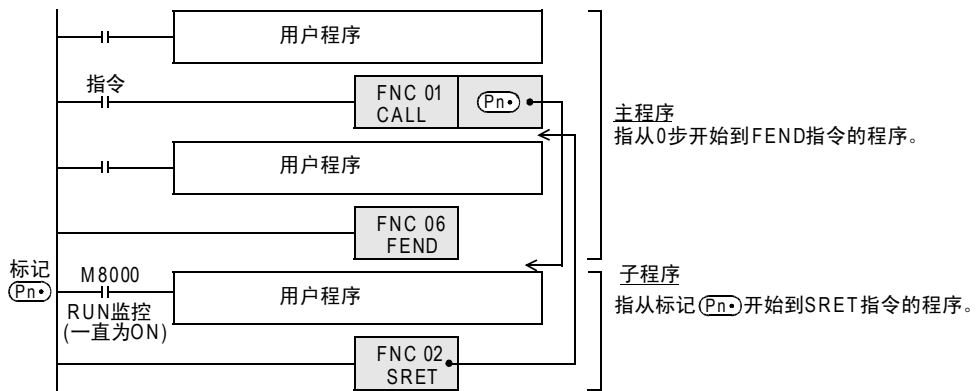 用户程序
指令
FNC 01
CALL
Pn•
主程序
指从0步开始到FEND指令的程序。
用户程序
FNC 06
FEND
标记
Pn•
M8000
RUN监控
(一直为ON)
用户程序
子程序
指从标记Pn•开始到SRET指令的程序。
FNC 02
SRET